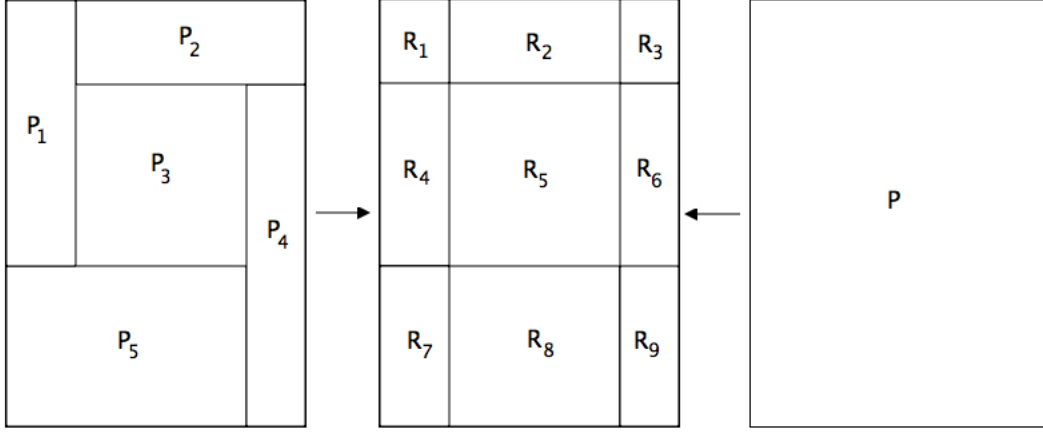 P₂
P₁
P₃
P₄
P₅
R₁ R₂ R₃
R₄ R₅ R₆
R₇ R₈ R₉
P